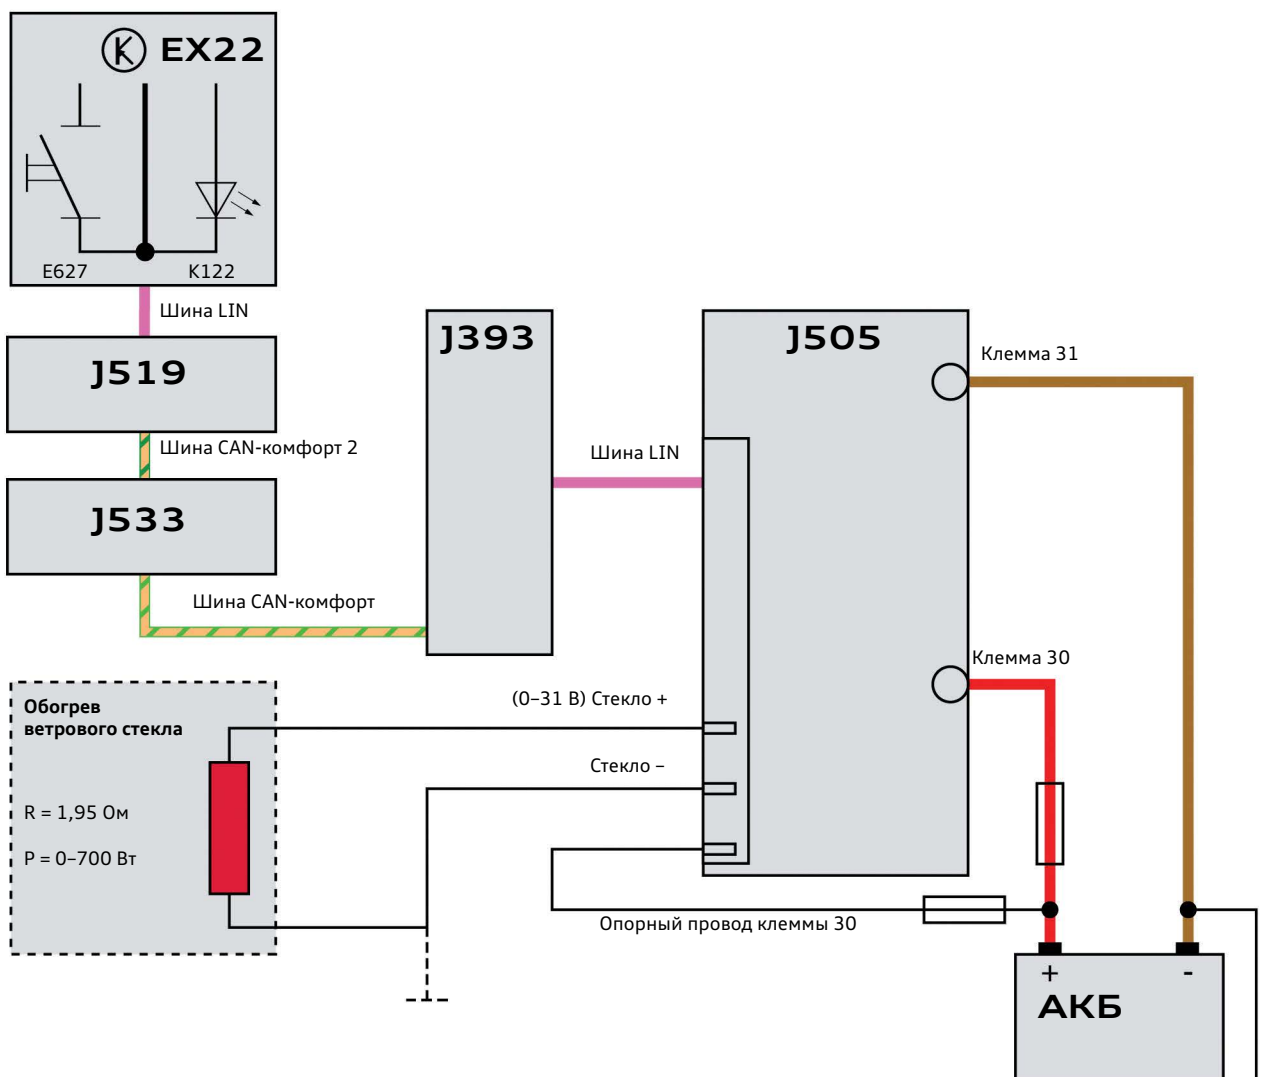 EX22
E627
K122
Шина LIN
J519
Шина CAN-комфорт 2
J533
Шина CAN-комфорт
J393
Шина LIN
J505
Клемма 31
Клемма 30
(0–31 В) Стекло +
Стекло –
Опорный провод клеммы 30
Обогрев
ветрового стекла
R = 1,95 Ом
P = 0–700 Вт
+
-
АКБ